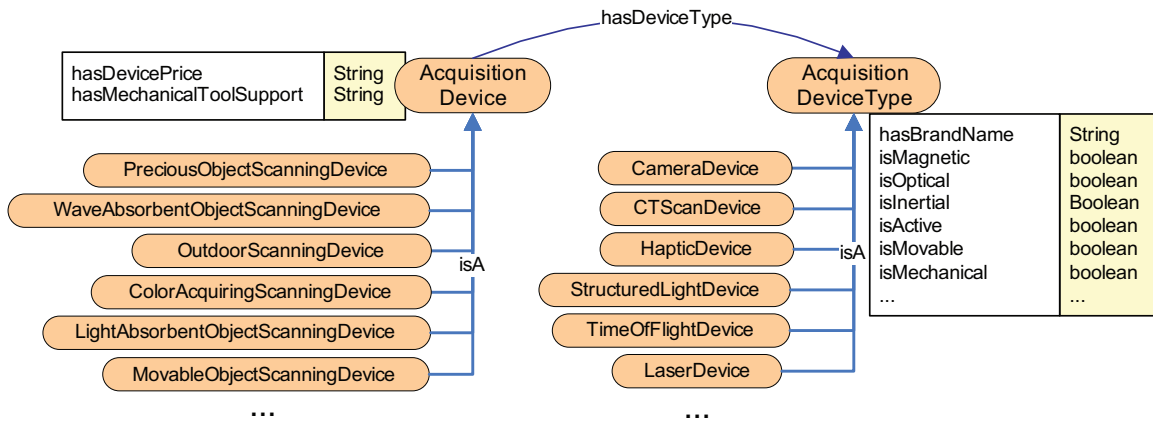 hasDeviceType
hasDevicePrice String
hasMechanicalToolSupport String
Acquisition
Device
Acquisition
DeviceType
hasBrandName String
isMagnetic boolean
isOptical boolean
isInertial Boolean
isActive boolean
isMovable boolean
isMechanical boolean
... ...
PreciousObjectScanningDevice
WaveAbsorbentObjectScanningDevice
OutdoorScanningDevice
isA
ColorAcquiringScanningDevice
LightAbsorbentObjectScanningDevice
MovableObjectScanningDevice
...
CameraDevice
CTScanDevice
HapticDevice
isA
StructuredLightDevice
TimeOfFlightDevice
LaserDevice
...